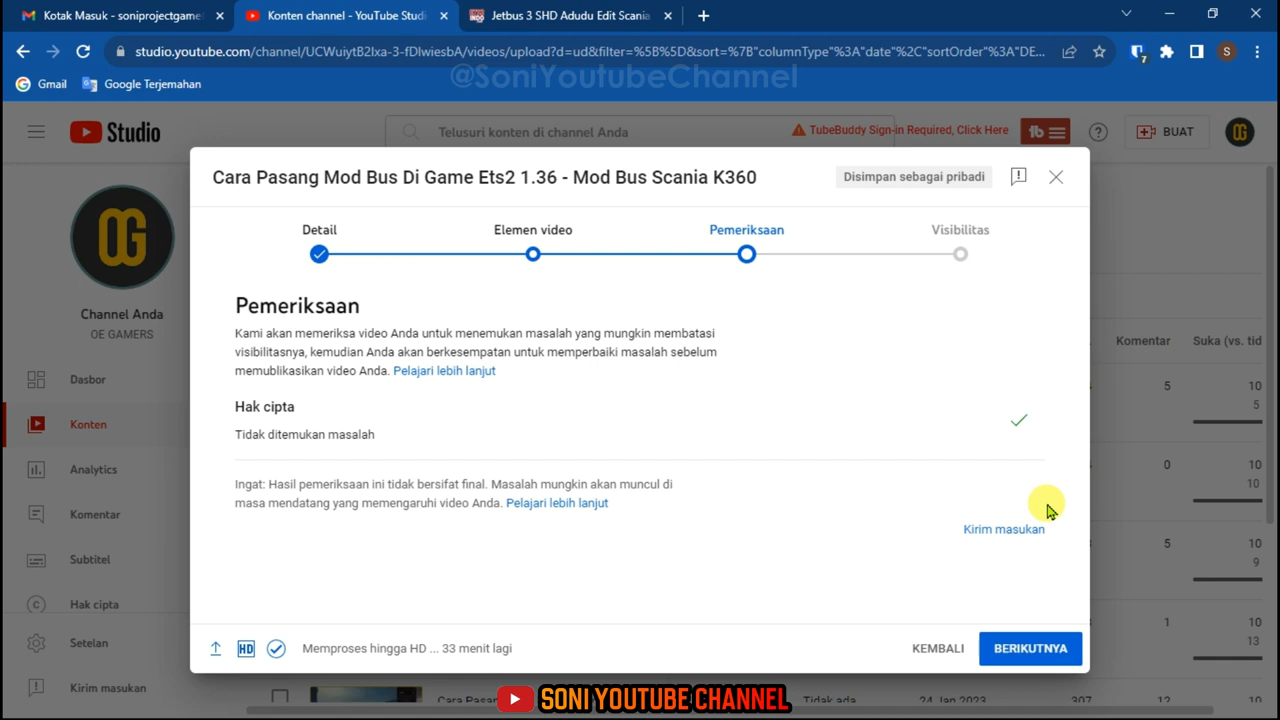 Kotak Masuk - soniprojectgame
Konten channel - YouTube Studi
Jetbus 3 SHD Adudu Edit Scania
studio.youtube.com/channel/UCWuiytB2Ixa-3-fDIwiesbA/videos/upload?d=ud&filter=%5B%5D&sort=%7B"columnType"%3A"date"%2C"sortOrder"%3A"DE...
7
S
Gmail
Google Terjemahan
@SoniYoutubeChannel
Studio
Telusuri konten di channel Anda
TubeBuddy Sign-in Required, Click Here
tb
BUAT
OG
Cara Pasang Mod Bus Di Game Ets2 1.36 - Mod Bus Scania K360
Disimpan sebagai pribadi
Detail
Elemen video
Pemeriksaan
Visibilitas
OG
Channel Anda
OE GAMERS
Dasbor
Konten
Analytics
Komentar
Subtitel
Hak cipta
Setelan
Kirim masukan
Pemeriksaan
Kami akan memeriksa video Anda untuk menemukan masalah yang mungkin membatasi
visibilitasnya, kemudian Anda akan berkesempatan untuk memperbaiki masalah sebelum
memublikasikan video Anda. Pelajari lebih lanjut
Hak cipta
Tidak ditemukan masalah
Ingat: Hasil pemeriksaan ini tidak bersifat final. Masalah mungkin akan muncul di
masa mendatang yang memengaruhi video Anda. Pelajari lebih lanjut
Kirim masukan
Komentar
Suka (vs. tid
5
10
5
0
10
10
5
10
9
1
10
13
HD
Memproses hingga HD ... 33 menit lagi
KEMBALI
BERIKUTNYA
Cara Pasan
Tidak ada
24 Jan 2023
307
12
10
SONI YOUTUBE CHANNEL